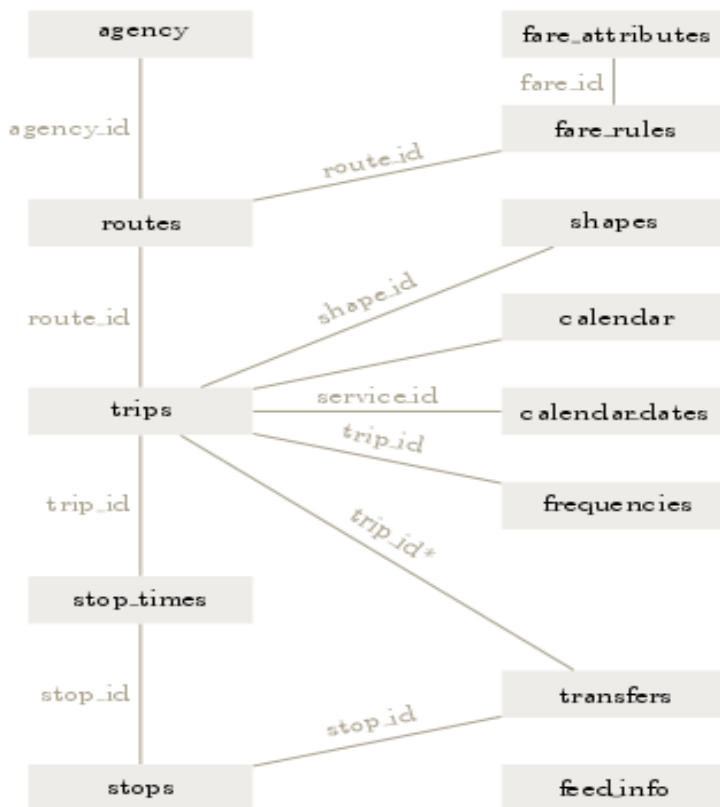 agency
fare_attributes
fare_id
agency_id
fare_rules
route_id
routes
shapes
shape_id
route_id
calendar
service_id
trips
calendar_dates
trip_id
trip_id
frequencies
trip_id*
stop_times
stop_id
transfers
stop_id
stops
feed_info